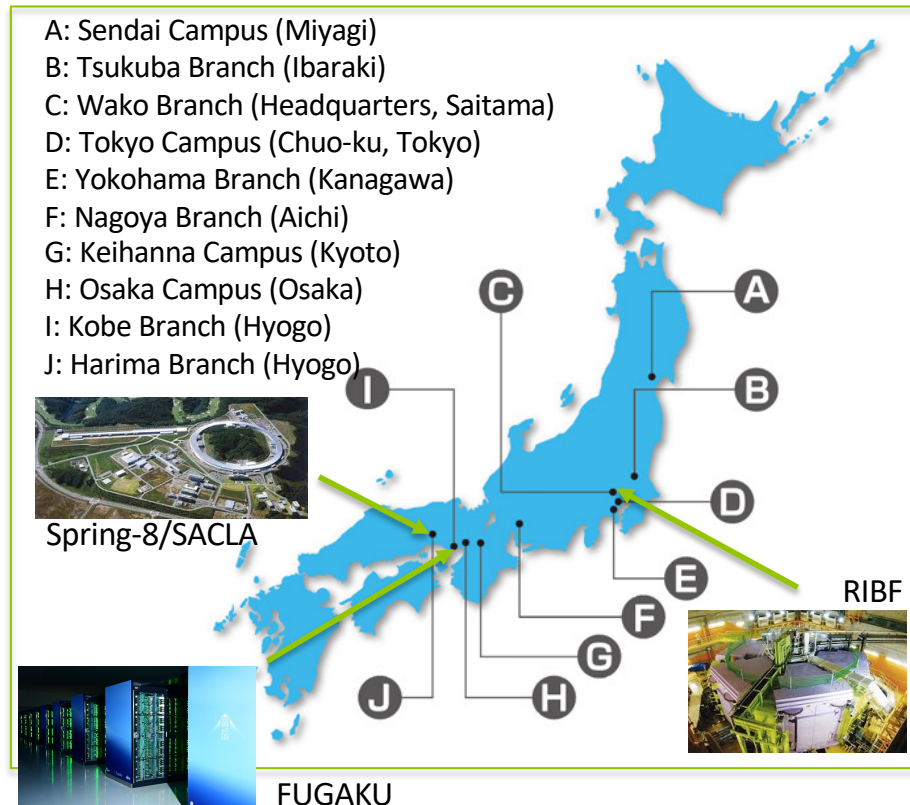 A: Sendai Campus (Miyagi)
B: Tsukuba Branch (Ibaraki)
C: Wako Branch (Headquarters, Saitama)
D: Tokyo Campus (Chuo-ku, Tokyo)
E: Yokohama Branch (Kanagawa)
F: Nagoya Branch (Aichi)
G: Keihanna Campus (Kyoto)
H: Osaka Campus (Osaka)
I: Kobe Branch (Hyogo)
J: Harima Branch (Hyogo)
C
A
I
B
D
Spring-8/SACLA
E
RIBF
F
G
J
H
FUGAKU